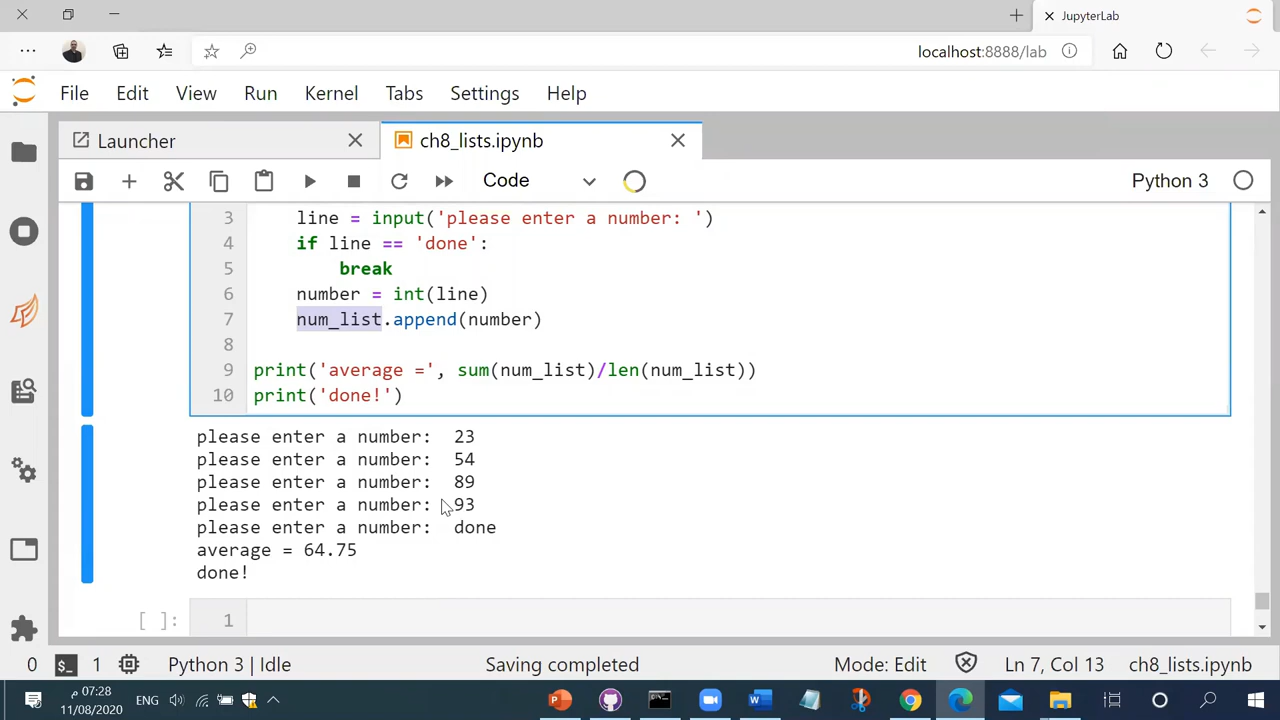 JupyterLab
localhost:8888/lab
File Edit View Run Kernel Tabs Settings Help
Launcher ch8_lists.ipynb
Code Python 3
3 line = input('please enter a number: ')
4 if line == 'done':
5 break
6 number = int(line)
7 num_list.append(number)
8
9 print('average =', sum(num_list)/len(num_list))
10 print('done!')
please enter a number: 23
please enter a number: 54
please enter a number: 89
please enter a number: 93
please enter a number: done
average = 64.75
done!
[ ]: 1
0 1 Python 3 | Idle Saving completed Mode: Edit Ln 7, Col 13 ch8_lists.ipynb
07:28 م ENG
11/08/2020